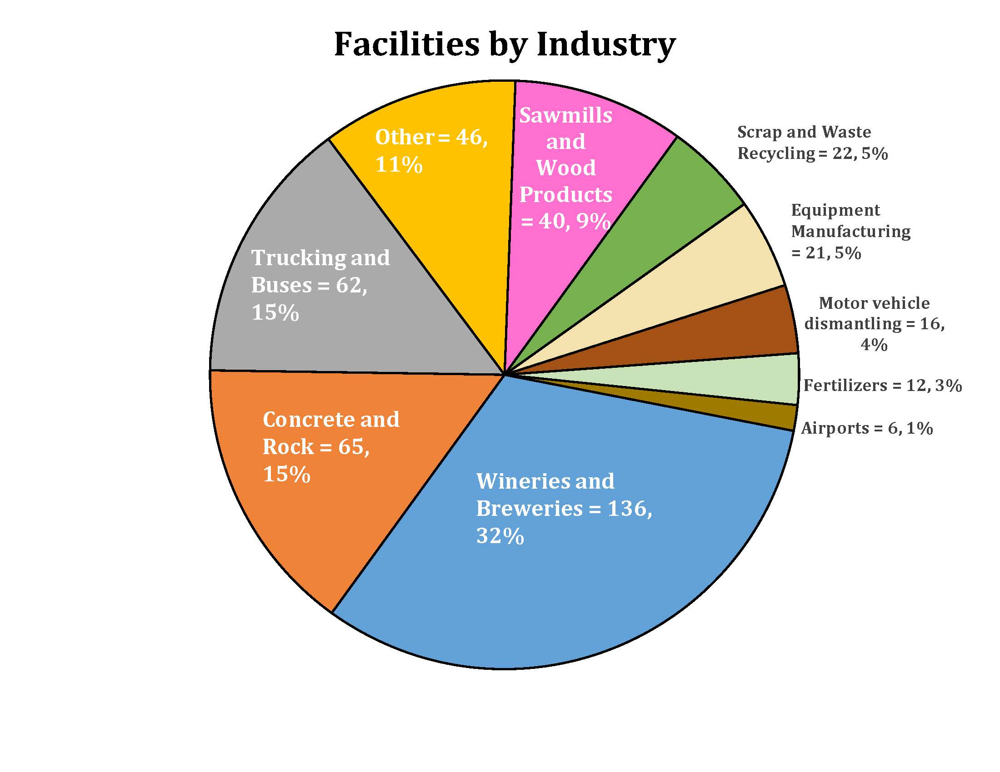 Facilities by Industry
Sawmills
and
Wood
Products
= 40, 9%
Scrap and Waste
Recycling = 22, 5%
Equipment
Manufacturing
= 21, 5%
Motor vehicle
dismantling = 16,
4%
Fertilizers = 12, 3%
Airports = 6, 1%
Wineries and
Breweries = 136,
32%
Concrete and
Rock = 65,
15%
Trucking and
Buses = 62,
15%
Other = 46,
11%